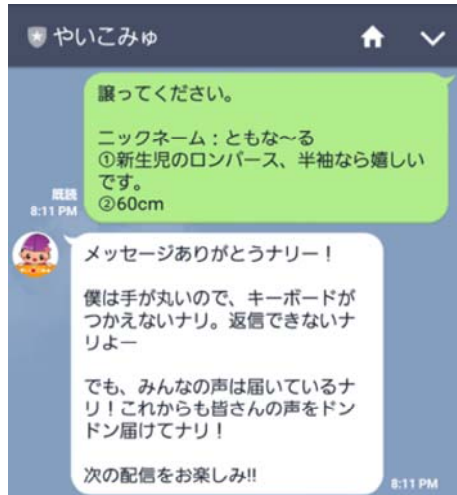 やいこみゅ
譲ってください。
ニックネーム:ともな~る
①新生児のロンパース、半袖なら嬉しい
です。
②60cm
既読
8:11 PM
メッセージありがとうナリー!
僕は手が丸いので、キーボードが
つかえないナリ。返信できないナ
リよー
でも、みんなの声は届いているナ
リ!これからも皆さんの声をドン
ドン届けてナリ!
次の配信をお楽しみ!!
8:11 PM